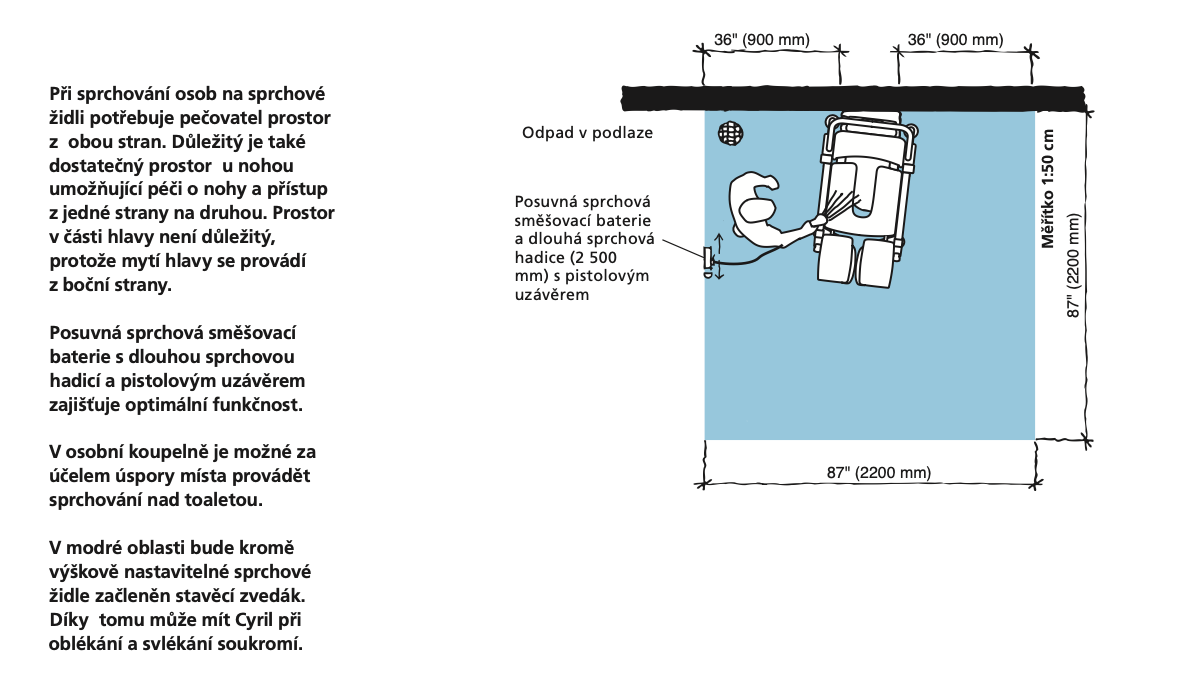 Při sprchování osob na sprchové
židli potřebuje pečovatel prostor
z  obou stran. Důležitý je také
dostatečný prostor  u nohou
umožňující péči o nohy a přístup
z jedné strany na druhou. Prostor
v části hlavy není důležitý,
protože mytí hlavy se provádí
z boční strany.
Posuvná sprchová směšovací
baterie s dlouhou sprchovou
hadicí a pistolovým uzávěrem
zajišťuje optimální funkčnost.
V osobní koupelně je možné za
účelem úspory místa provádět
sprchování nad toaletou.
V modré oblasti bude kromě
výškově nastavitelné sprchové
židle začleněn stavěcí zvedák.
Díky  tomu může mít Cyril při
oblékání a svlékání soukromí.
36" (900 mm)
36" (900 mm)
Odpad v podlaze
Posuvná sprchová
směšovací baterie
a dlouhá sprchová
hadice (2 500
mm) s pistolovým
uzávěrem
Měřítko 1:50 cm
87" (2200 mm)
87" (2200 mm)